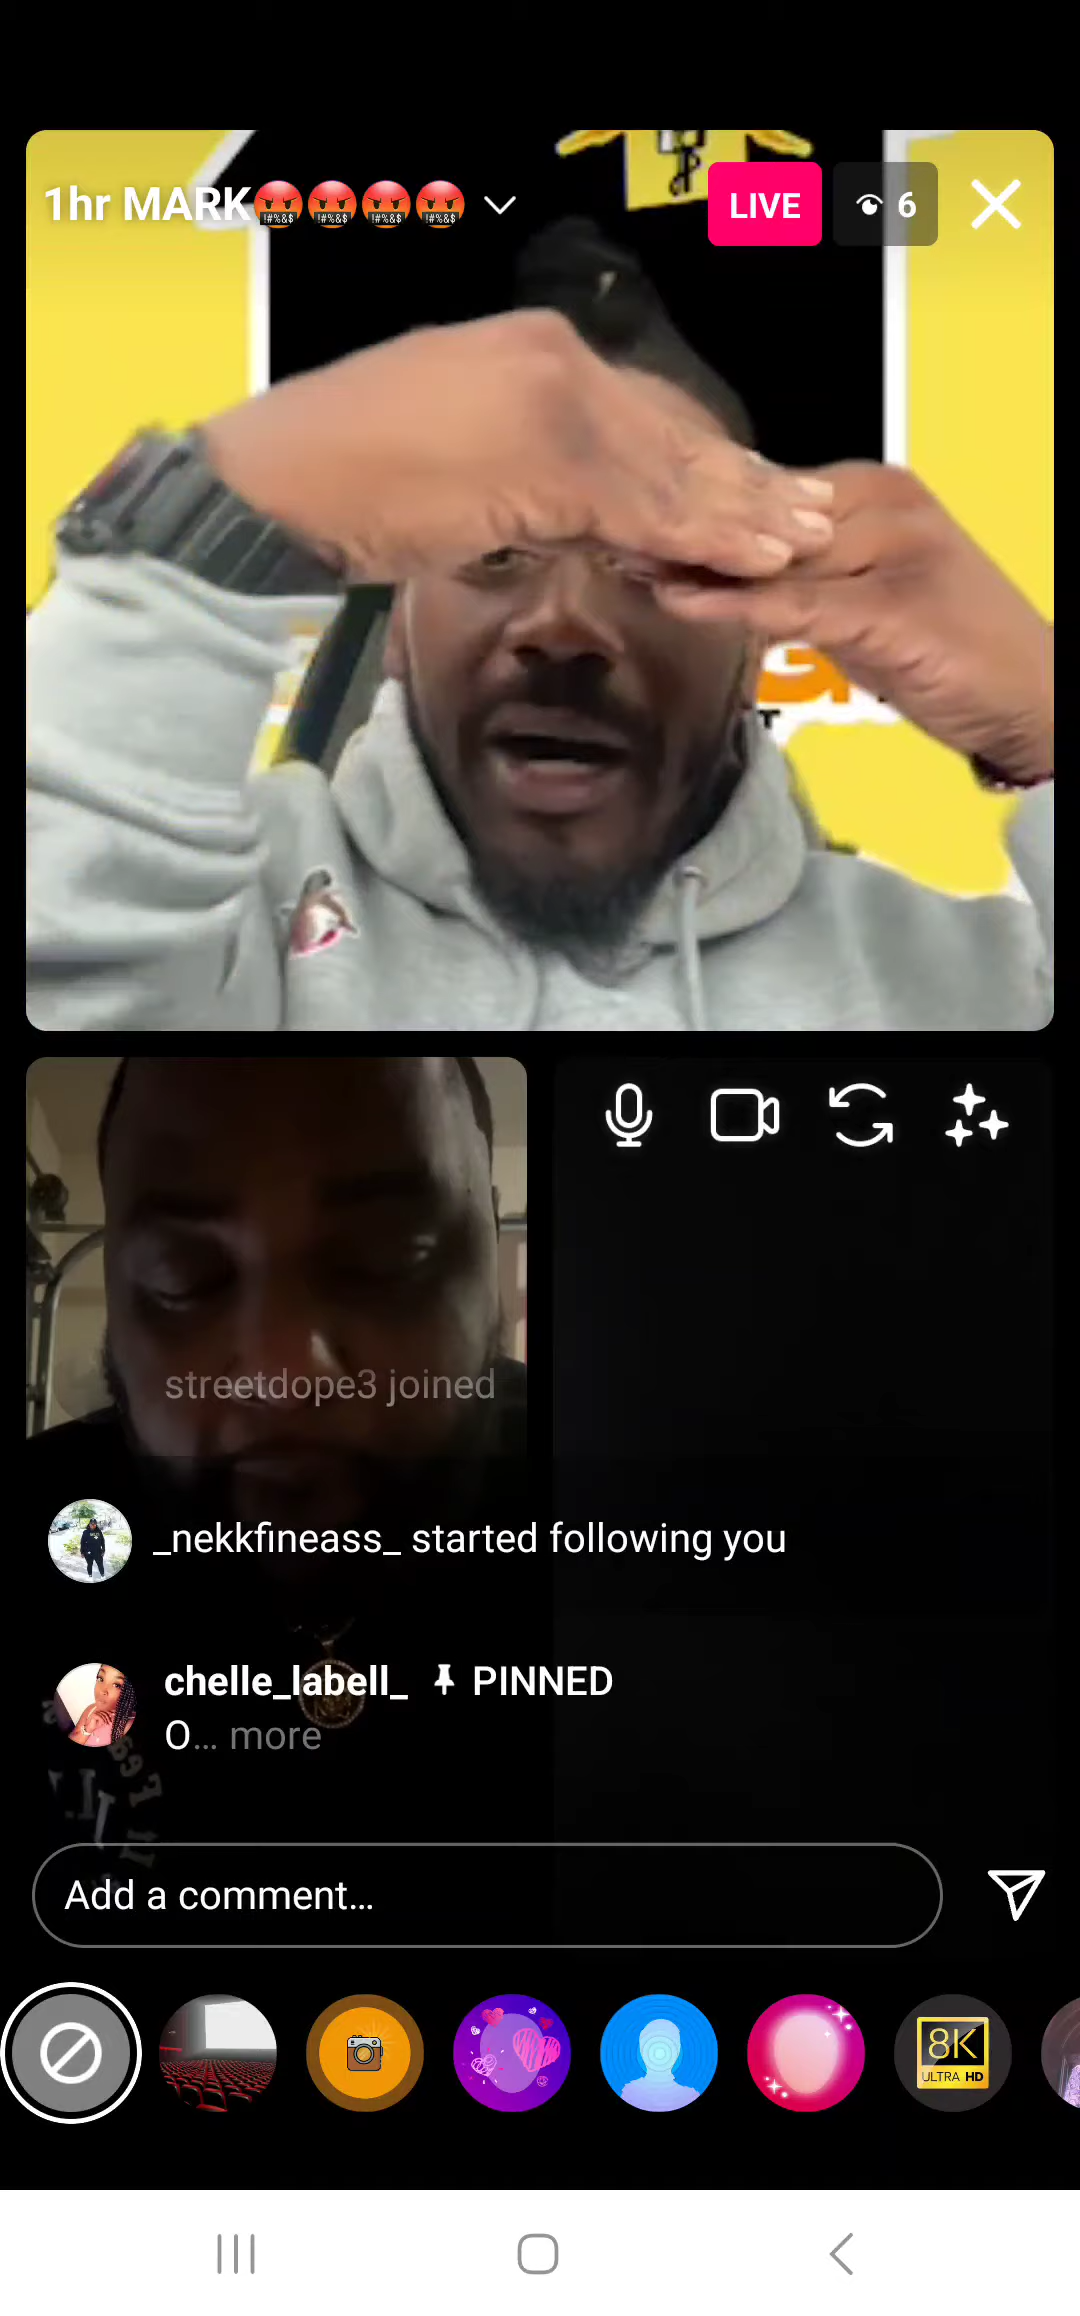 1hr MARK🤬🤬🤬🤬
LIVE
6
streetdope3 joined
_nekkfineass_ started following you
chelle_labell_ PINNED
O... more
Add a comment...
8K
ULTRA HD